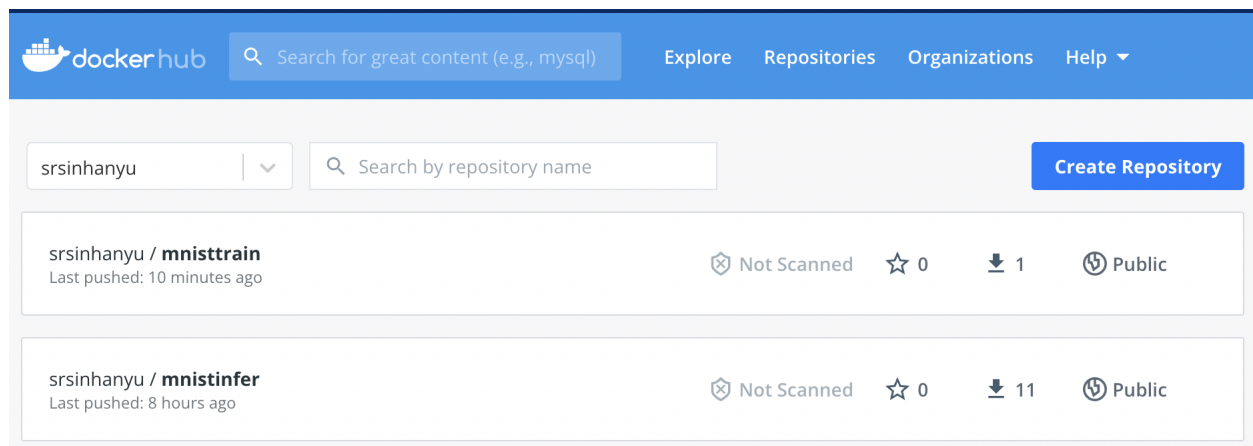 dockerhub Search for great content (e.g., mysql) Explore Repositories Organizations Help
srsinhanyu Search by repository name Create Repository
srsinhanyu / mnisttrain Not Scanned 0 1 Public
Last pushed: 10 minutes ago
srsinhanyu / mnistinfer Not Scanned 0 11 Public
Last pushed: 8 hours ago